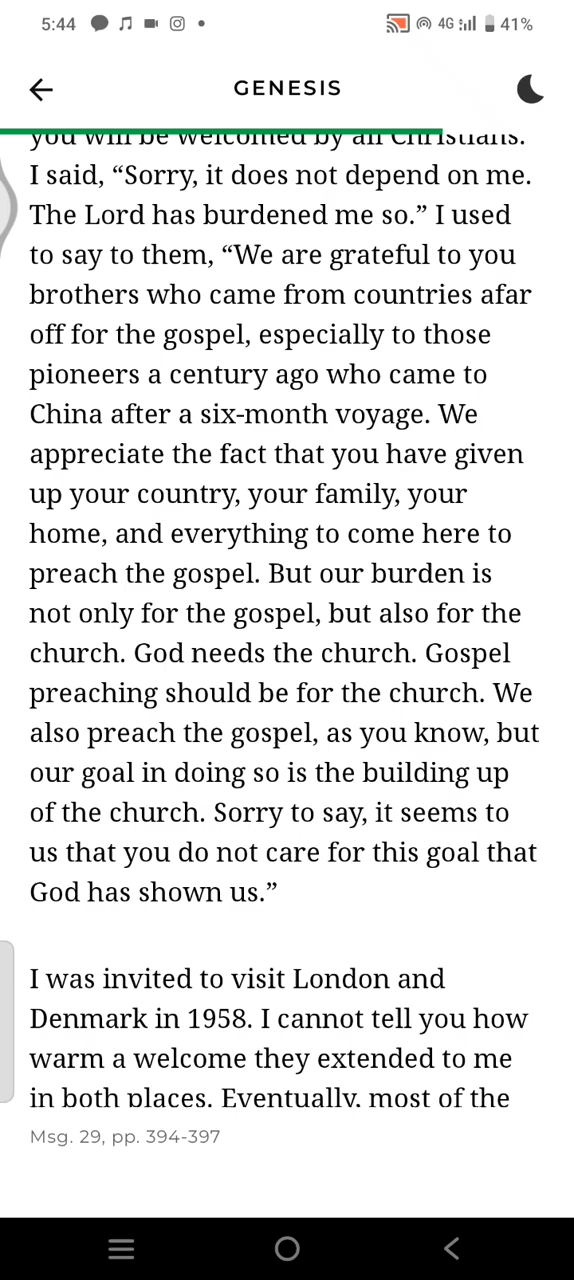 5:44
4G
41%
GENESIS
you will be welcomed by all Christians.
I said, “Sorry, it does not depend on me.
The Lord has burdened me so.” I used
to say to them, “We are grateful to you
brothers who came from countries afar
off for the gospel, especially to those
pioneers a century ago who came to
China after a six-month voyage. We
appreciate the fact that you have given
up your country, your family, your
home, and everything to come here to
preach the gospel. But our burden is
not only for the gospel, but also for the
church. God needs the church. Gospel
preaching should be for the church. We
also preach the gospel, as you know, but
our goal in doing so is the building up
of the church. Sorry to say, it seems to
us that you do not care for this goal that
God has shown us.”
I was invited to visit London and
Denmark in 1958. I cannot tell you how
warm a welcome they extended to me
in both places. Eventually, most of the
Msg. 29, pp. 394-397